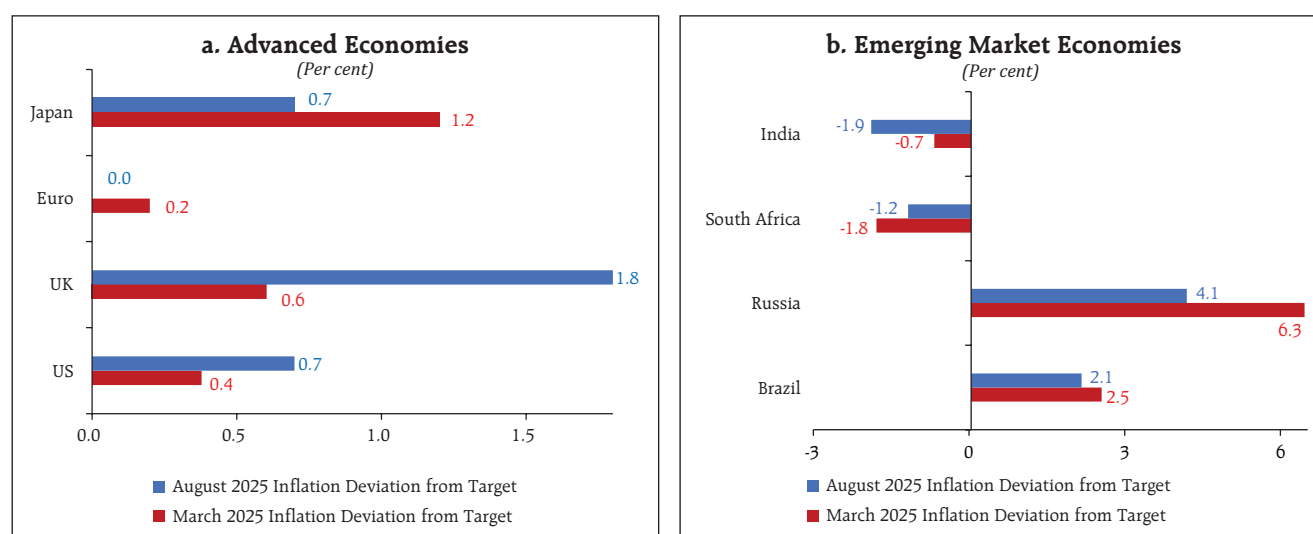 a. Advanced Economies
(Per cent)
Japan
0.7
1.2
Euro
0.0
0.2
UK
1.8
0.6
US
0.7
0.4
0.0 0.5 1.0 1.5
August 2025 Inflation Deviation from Target
March 2025 Inflation Deviation from Target
b. Emerging Market Economies
(Per cent)
India
-1.9
-0.7
South Africa
-1.2
-1.8
Russia
4.1
6.3
Brazil
2.1
2.5
-3 0 3 6
August 2025 Inflation Deviation from Target
March 2025 Inflation Deviation from Target